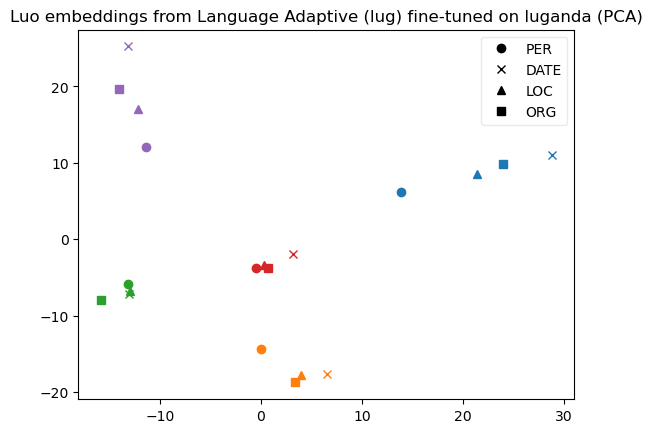 Luo embeddings from Language Adaptive (lug) fine-tuned on luganda (PCA)
PER
DATE
LOC
ORG
20
10
0
−10
−20
−10
0
10
20
30